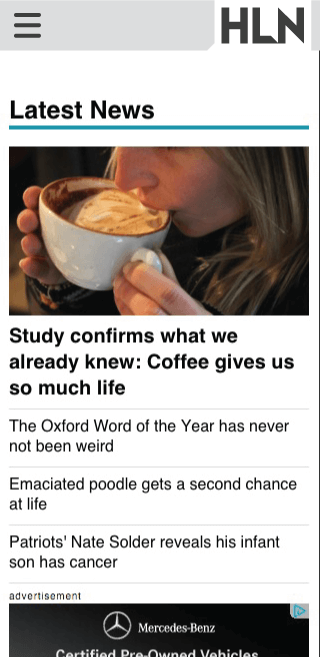 HLN
Latest News
Study confirms what we
already knew: Coffee gives us
so much life
The Oxford Word of the Year has never
not been weird
Emaciated poodle gets a second chance
at life
Patriots' Nate Solder reveals his infant
son has cancer
advertisement
Mercedes-Benz
Certified Pre-Owned Vehicles